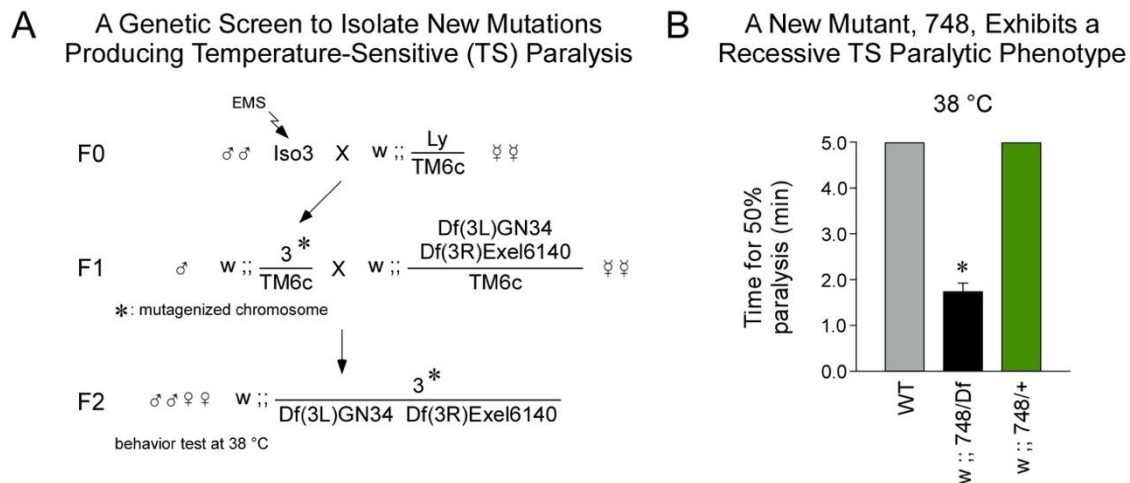 A
A Genetic Screen to Isolate New Mutations
Producing Temperature-Sensitive (TS) Paralysis
EMS
F0
♂♂ Iso3 X w ;; Ly ☿☿
TM6c
Df(3L)GN34
Df(3R)Exel6140
F1
♂ w ;; 3* X w ;; ☿☿
TM6c TM6c
*: mutagenized chromosome
F2
♂♂♀♀ w ;; 3*
Df(3L)GN34 Df(3R)Exel6140
behavior test at 38 °C
B
A New Mutant, 748, Exhibits a
Recessive TS Paralytic Phenotype
38 °C
Time for 50%
paralysis (min)
5.0
4.0
3.0
2.0
1.0
0.0
*
WT
w ;; 748/Df
w ;; 748/+